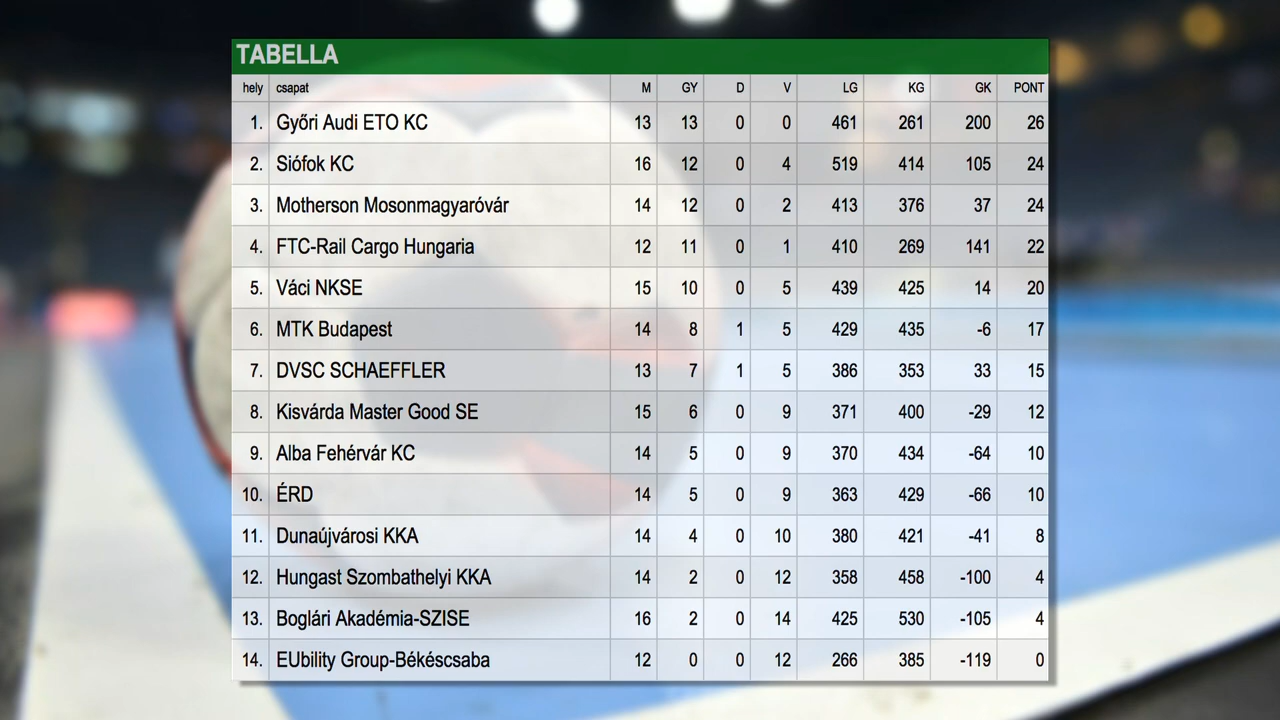 TABELLA
hely csapat M GY D V LG KG GK PONT
1. Győri Audi ETO KC 13 13 0 0 461 261 200 26
2. Siófok KC 16 12 0 4 519 414 105 24
3. Motherson Mosonmagyaróvár 14 12 0 2 413 376 37 24
4. FTC-Rail Cargo Hungaria 12 11 0 1 410 269 141 22
5. Váci NKSE 15 10 0 5 439 425 14 20
6. MTK Budapest 14 8 1 5 429 435 -6 17
7. DVSC SCHAEFFLER 13 7 1 5 386 353 33 15
8. Kisvárda Master Good SE 15 6 0 9 371 400 -29 12
9. Alba Fehérvár KC 14 5 0 9 370 434 -64 10
10. ÉRD 14 5 0 9 363 429 -66 10
11. Dunaújvárosi KKA 14 4 0 10 380 421 -41 8
12. Hungast Szombathelyi KKA 14 2 0 12 358 458 -100 4
13. Boglári Akadémia-SZISE 16 2 0 14 425 530 -105 4
14. EUbility Group-Békéscsaba 12 0 0 12 266 385 -119 0